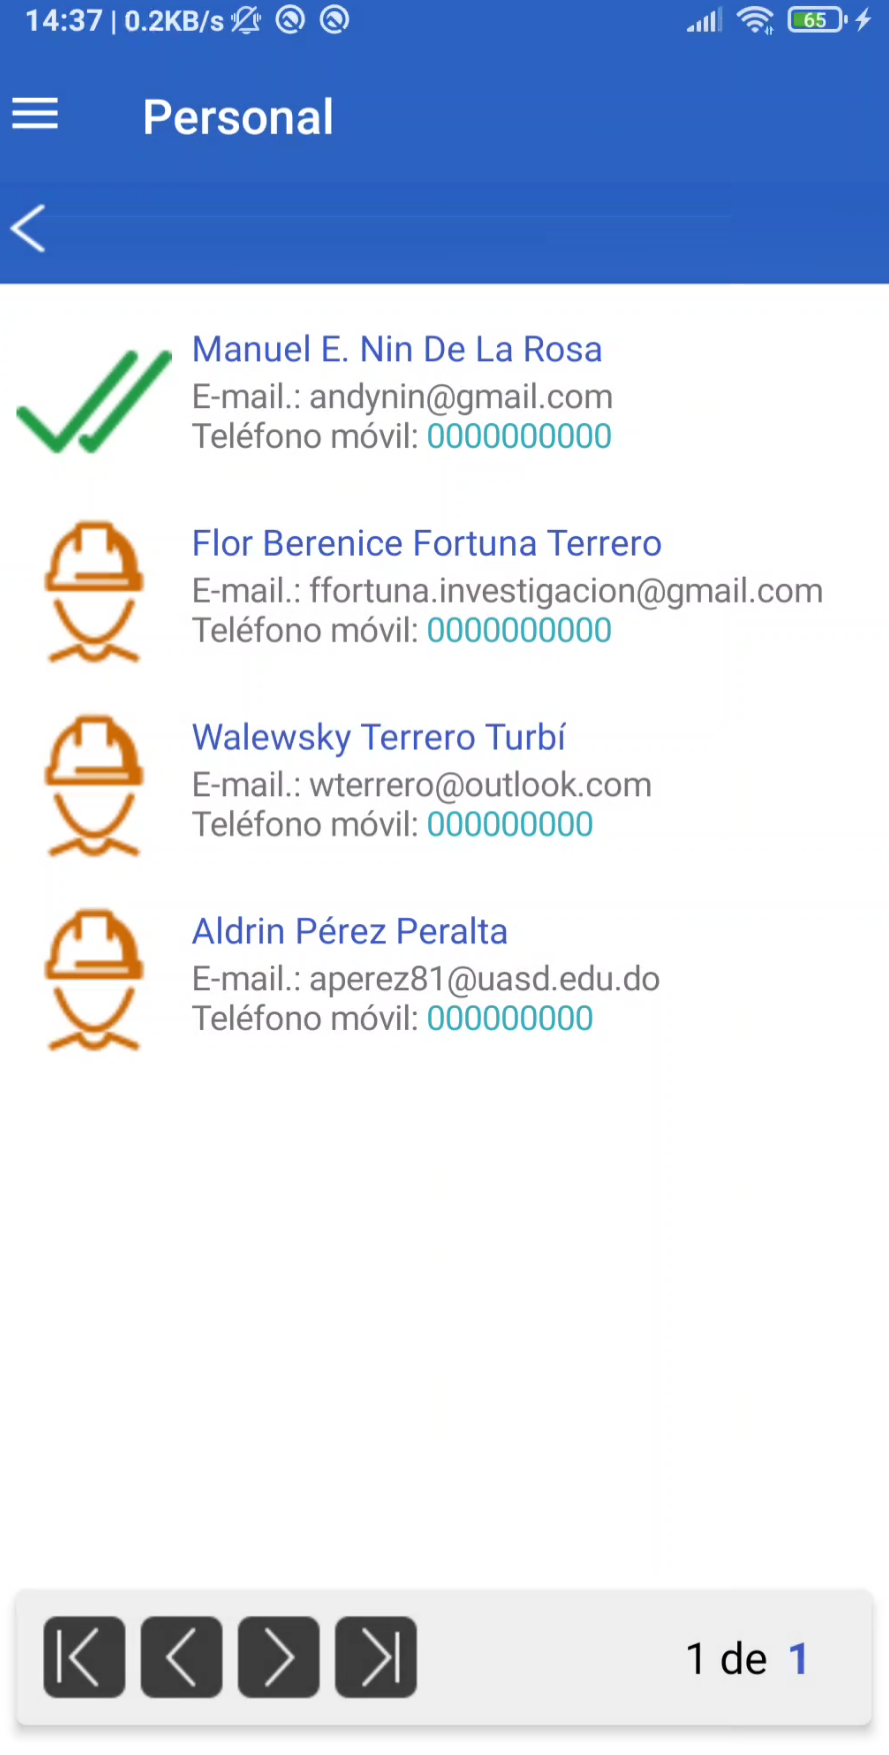 14:37 | 0.2KB/s 65
Personal
Manuel E. Nin De La Rosa
E-mail.: andynin@gmail.com
Teléfono móvil: 0000000000
Flor Berenice Fortuna Terrero
E-mail.: ffortuna.investigacion@gmail.com
Teléfono móvil: 0000000000
Walewsky Terrero Turbí
E-mail.: wterrero@outlook.com
Teléfono móvil: 000000000
Aldrin Pérez Peralta
E-mail.: aperez81@uasd.edu.do
Teléfono móvil: 000000000
1 de 1